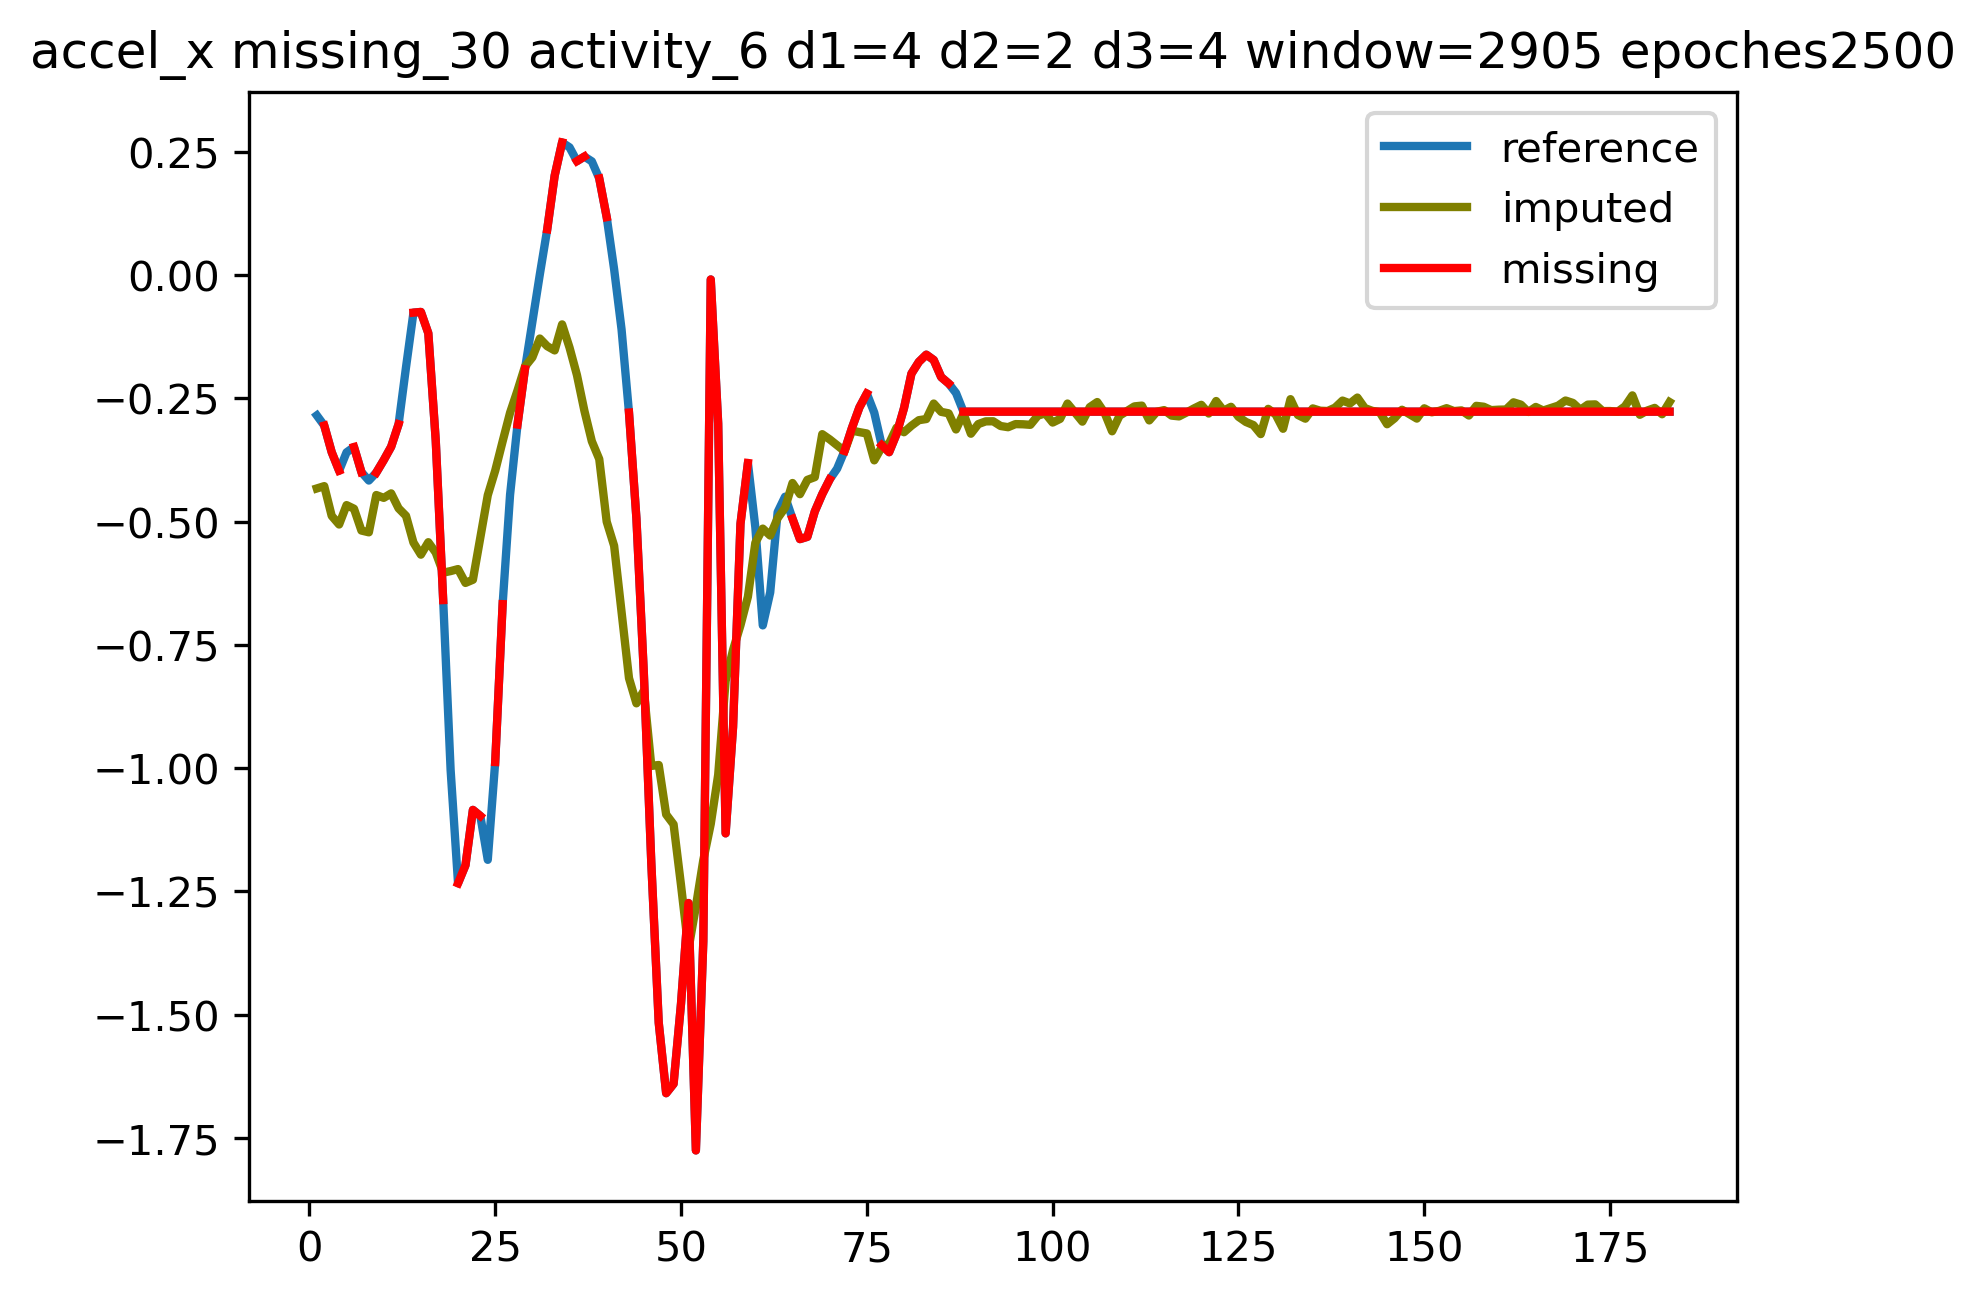 accel_x missing_30 activity_6 d1=4 d2=2 d3=4 window=2905 epoches2500
reference
imputed
missing
0.25
0.00
−0.25
−0.50
−0.75
−1.00
−1.25
−1.50
−1.75
0 25 50 75 100 125 150 175